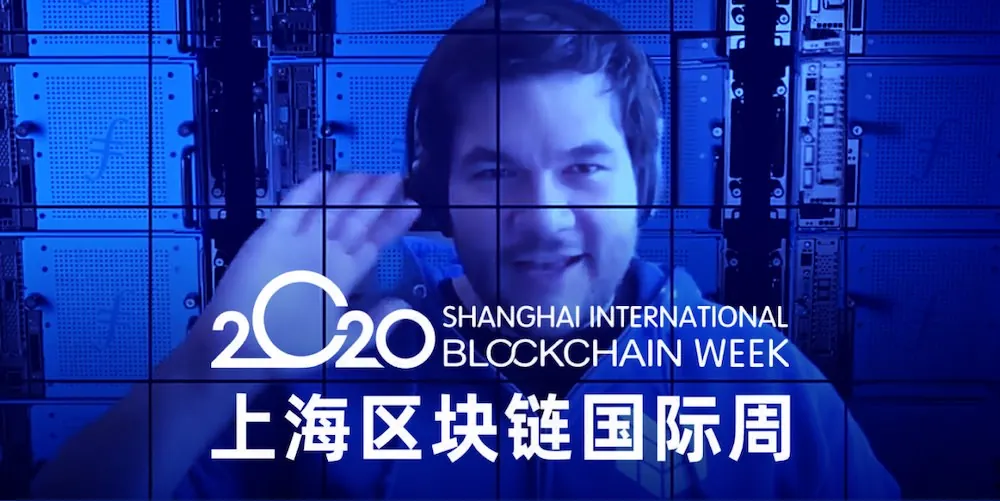 2020 SHANGHAI INTERNATIONAL
BLOCKCHAIN WEEK
上海区块链国际周